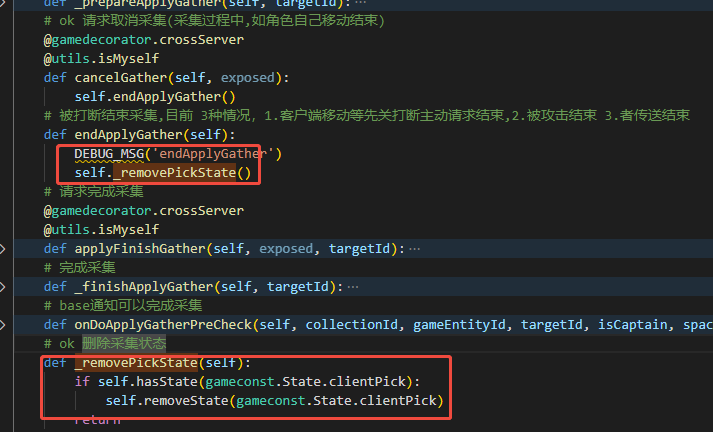 def _prepareApplyGather(self, targetId):···
# ok 请求取消采集(采集过程中,如角色自己移动结束)
@gamedecorator.crossServer
@utils.isMyself
def cancelGather(self, exposed):
self.endApplyGather()
# 被打断结束采集,目前 3种情况, 1.客户端移动等先关打断主动请求结束,2.被攻击结束 3.者传送结束
def endApplyGather(self):
DEBUG_MSG('endApplyGather')
self._removePickState()
# 请求完成采集
@gamedecorator.crossServer
@utils.isMyself
def applyFinishGather(self, exposed, targetId):···
# 完成采集
def _finishApplyGather(self, targetId):···
# base通知可以完成采集
def onDoApplyGatherPreCheck(self, collectionId, gameEntityId, targetId, isCaptain, spac
# ok 删除采集状态
def _removePickState(self):
if self.hasState(gameconst.State.clientPick):
self.removeState(gameconst.State.clientPick)
return